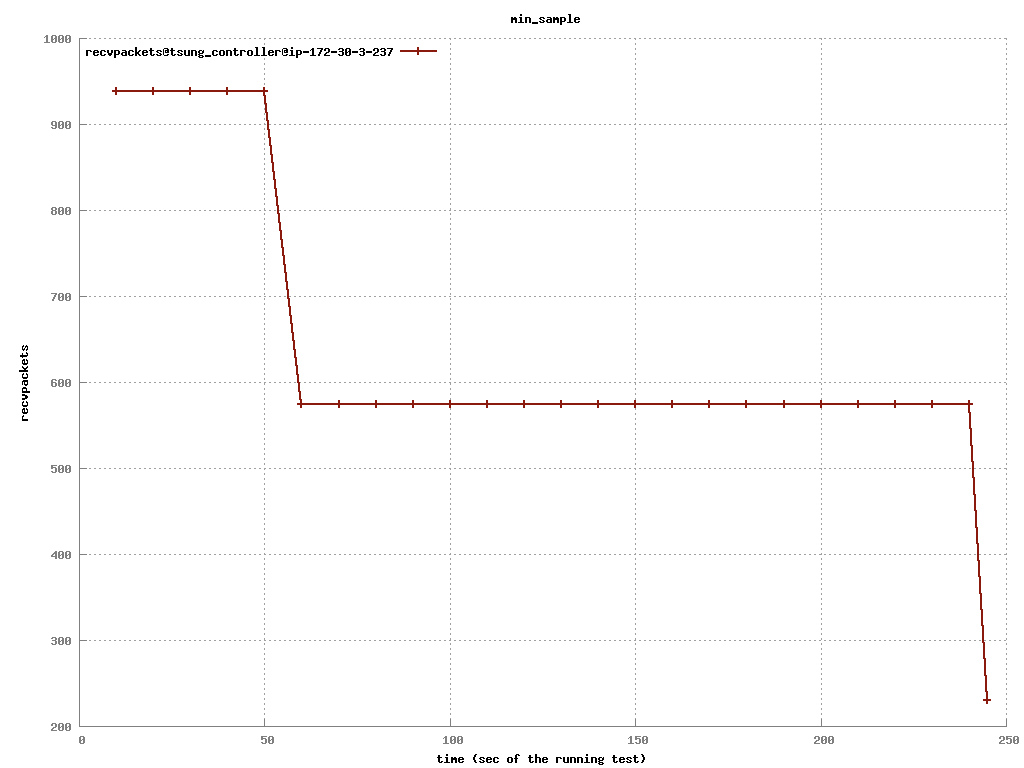 min_sample
recvpackets@tsung_controller@ip-172-30-3-237
1000
900
800
700
600
500
400
300
200
recvpackets
0 50 100 150 200 250
time (sec of the running test)